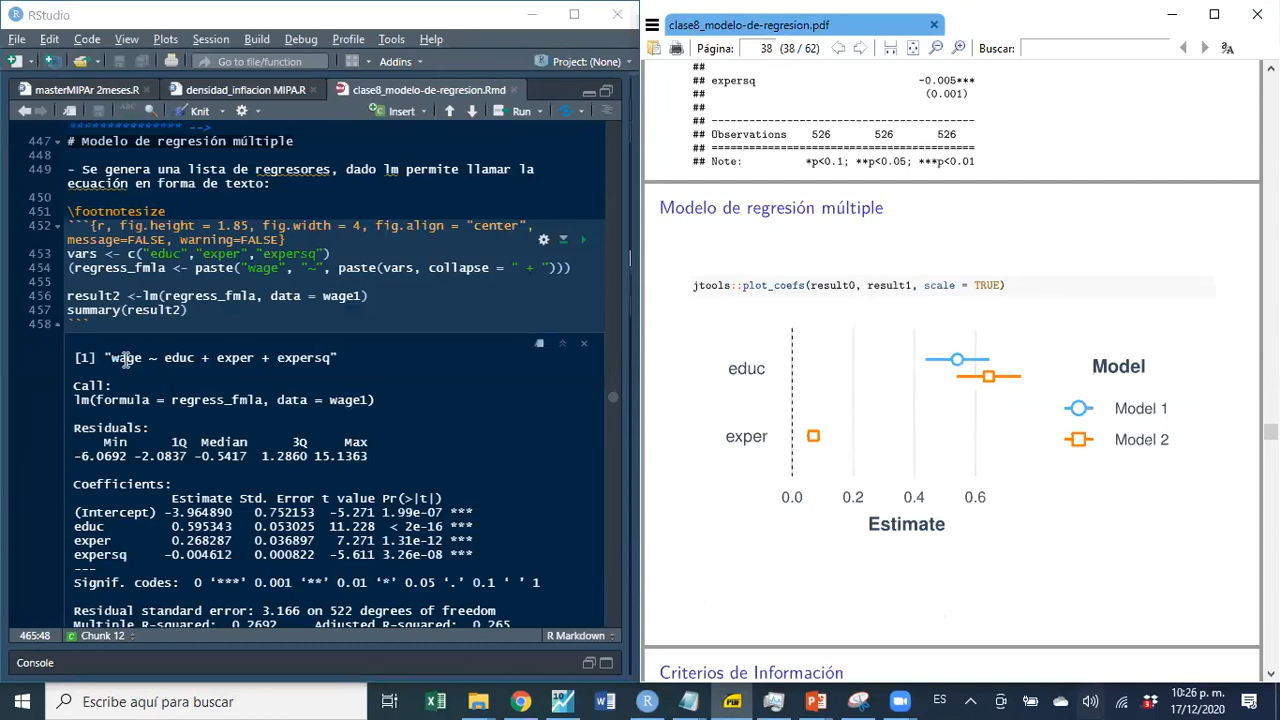 RStudio
File Edit Code View Plots Session Build Debug Profile Tools Help
Go to file/function
Addins
Project: (None)
masterMIPA 2meses.R
demand_inflacion MIPA.R
clase8_modelo-de-regresion.Rmd
Knit
Insert
Run
*************** -->
447 # Modelo de regresión múltiple
448
449 - Se génera una lista de regresores, dado lm permite llamar la
ecuación en forma de texto:
450
451 \footnotesize
452 ```{r, fig.height = 1.85, fig.width = 4, fig.align = "center",
message=FALSE, warning=FALSE}
453 vars <- c("educ","exper","expersq")
454 (regress_fmla <- paste("wage", "~", paste(vars, collapse = " + ")))
455
456 result2 <-lm(regress_fmla, data = wage1)
457 summary(result2)
458 ```
[1] "wage ~ educ + exper + expersq"
Call:
lm(formula = regress_fmla, data = wage1)
Residuals:
Min 1Q Median 3Q Max
-6.0692 -2.0837 -0.5417 1.2860 15.1363
Coefficients:
Estimate Std. Error t value Pr(>|t|)
(Intercept) -3.964890 0.752153 -5.271 1.99e-07 ***
educ 0.595343 0.053025 11.228 < 2e-16 ***
exper 0.268287 0.036897 7.271 1.31e-12 ***
expersq -0.004612 0.000822 -5.611 3.26e-08 ***
---
Signif. codes: 0 ‘***’ 0.001 ‘**’ 0.01 ‘*’ 0.05 ‘.’ 0.1 ‘ ’ 1
Residual standard error: 3.166 on 522 degrees of freedom
Multiple R-squared: 0.2692 Adjusted R-squared: 0.265
465:48 Chunk 12 R Markdown
Console
clase8_modelo-de-regresion.pdf
Página: 38 (38 / 62) Buscar:
##
## expersq -0.005***
## (0.001)
##
## -----------------------------------------
## Observations 526 526 526
## =========================================
## Note: *p<0.1; **p<0.05; ***p<0.01
Modelo de regresión múltiple
jtools::plot_coefs(result0, result1, scale = TRUE)
educ
exper
0.0 0.2 0.4 0.6
Estimate
Model
Model 1
Model 2
Criterios de Información
Escribe aquí para buscar
ES
10:26 p. m.
17/12/2020